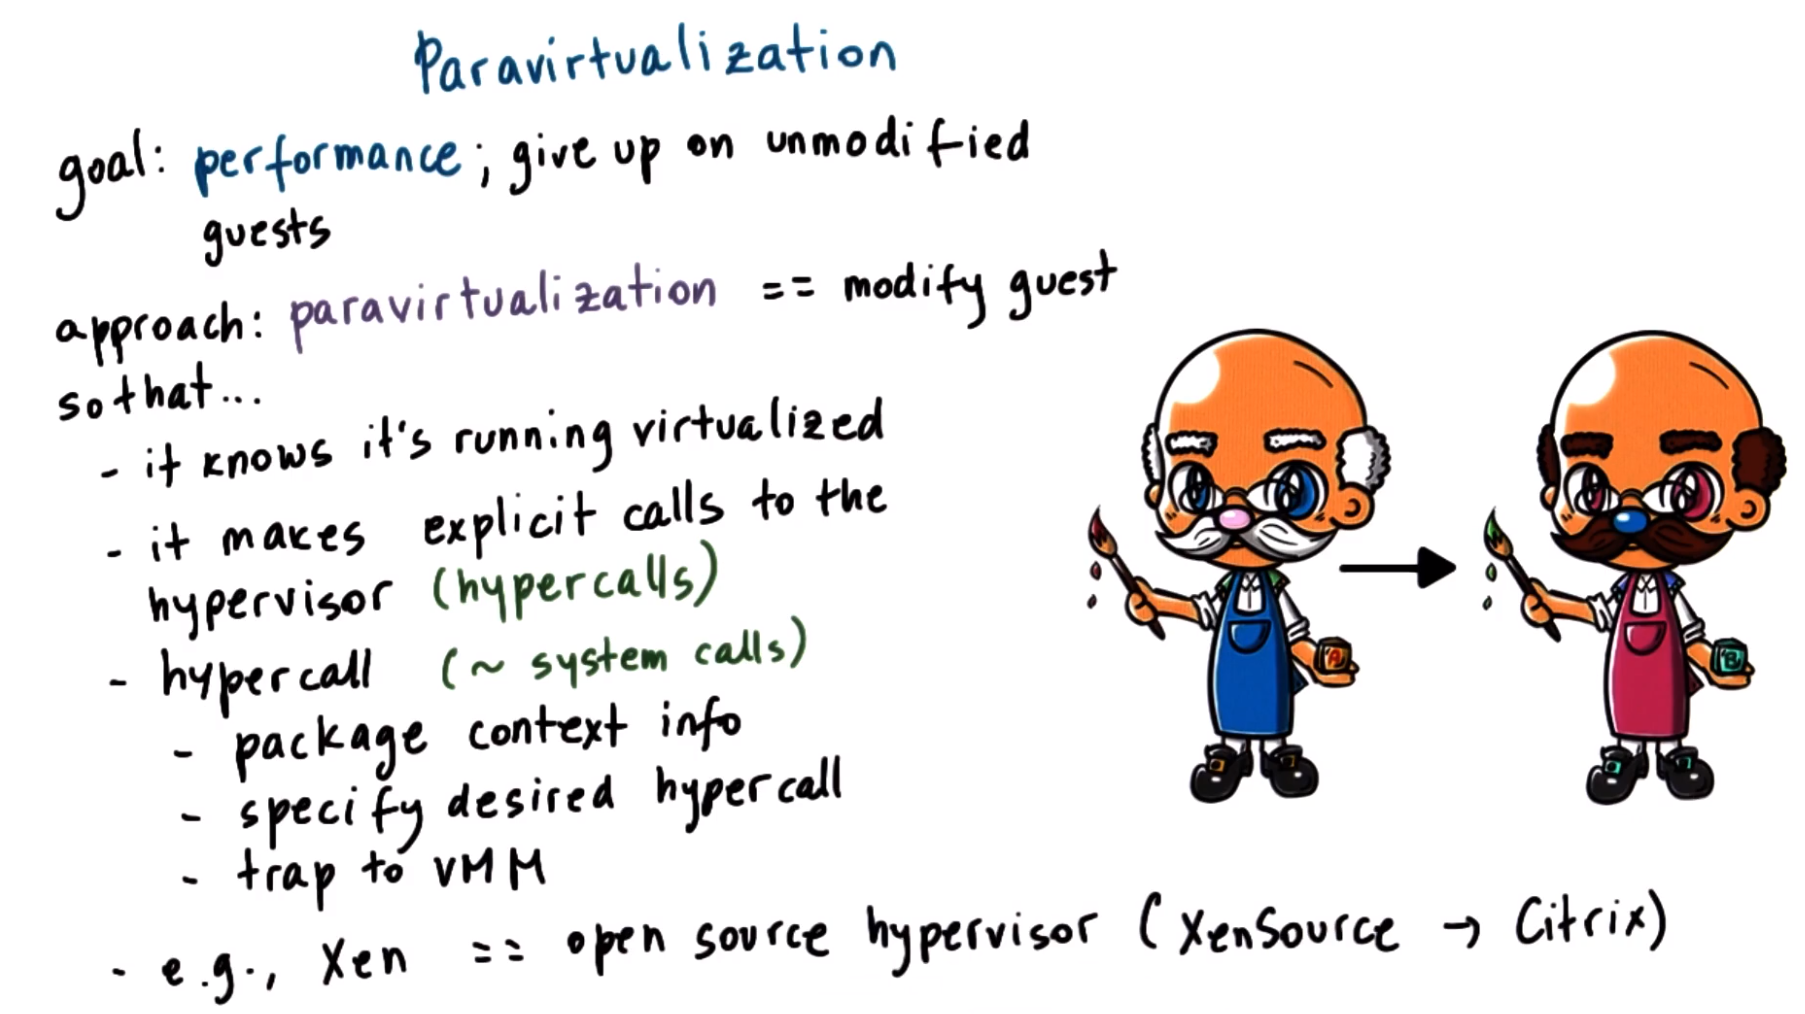 Paravirtualization
goal: performance; give up on unmodified
guests
approach: paravirtualization == modify guest
so that...
- it knows it's running virtualized
- it makes explicit calls to the
hypervisor (hypercalls)
- hypercall (~ system calls)
- package context info
- specify desired hypercall
- trap to VMM
- e.g., Xen == open source hypervisor (XenSource → Citrix)
A
B